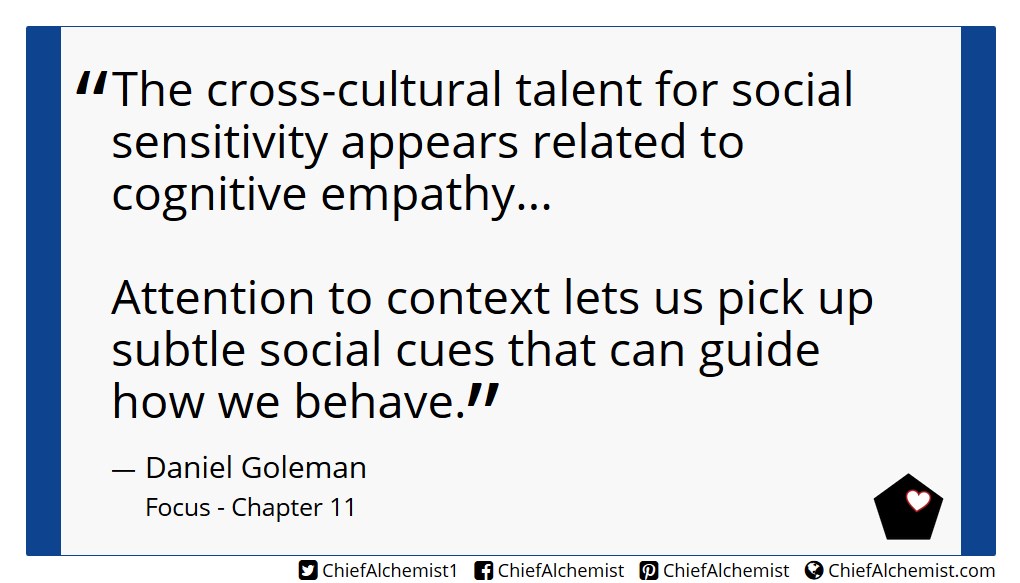 “The cross-cultural talent for social
sensitivity appears related to
cognitive empathy...
Attention to context lets us pick up
subtle social cues that can guide
how we behave.”
— Daniel Goleman
Focus - Chapter 11
ChiefAlchemist1 ChiefAlchemist ChiefAlchemist ChiefAlchemist.com